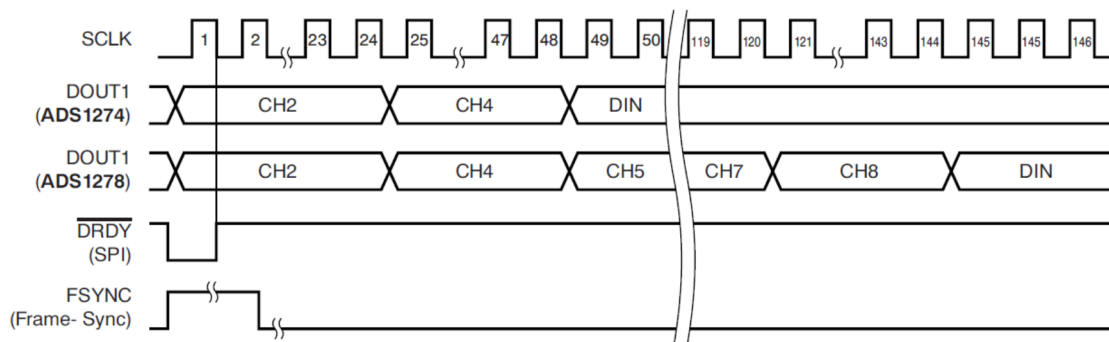 SCLK 1 2 23 24 25 47 48 49 50 119 120 121 143 144 145 145 146
DOUT1
(ADS1274) CH2 CH4 DIN
DOUT1
(ADS1278) CH2 CH4 CH5 CH7 CH8 DIN
DRDY
(SPI)
FSYNC
(Frame- Sync)